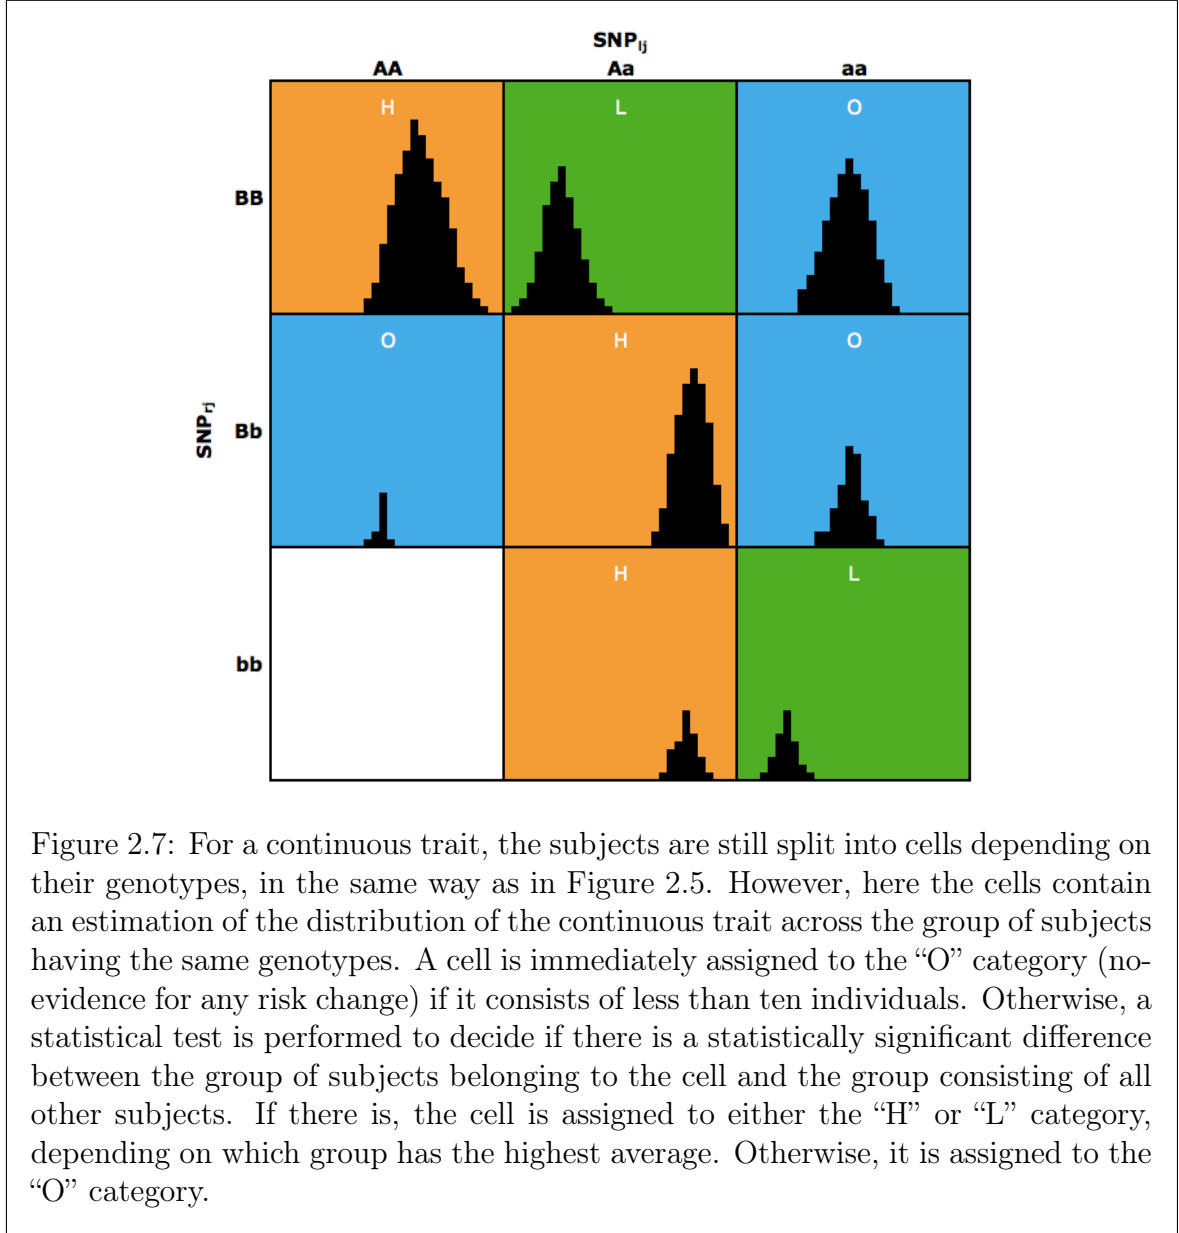 SNPlj
AA Aa aa
H L O
BB
O H O
SNPrj
Bb
H L
bb
Figure 2.7: For a continuous trait, the subjects are still split into cells depending on
their genotypes, in the same way as in Figure 2.5. However, here the cells contain
an estimation of the distribution of the continuous trait across the group of subjects
having the same genotypes. A cell is immediately assigned to the “O” category (no-
evidence for any risk change) if it consists of less than ten individuals. Otherwise, a
statistical test is performed to decide if there is a statistically significant difference
between the group of subjects belonging to the cell and the group consisting of all
other subjects. If there is, the cell is assigned to either the “H” or “L” category,
depending on which group has the highest average. Otherwise, it is assigned to the
“O” category.